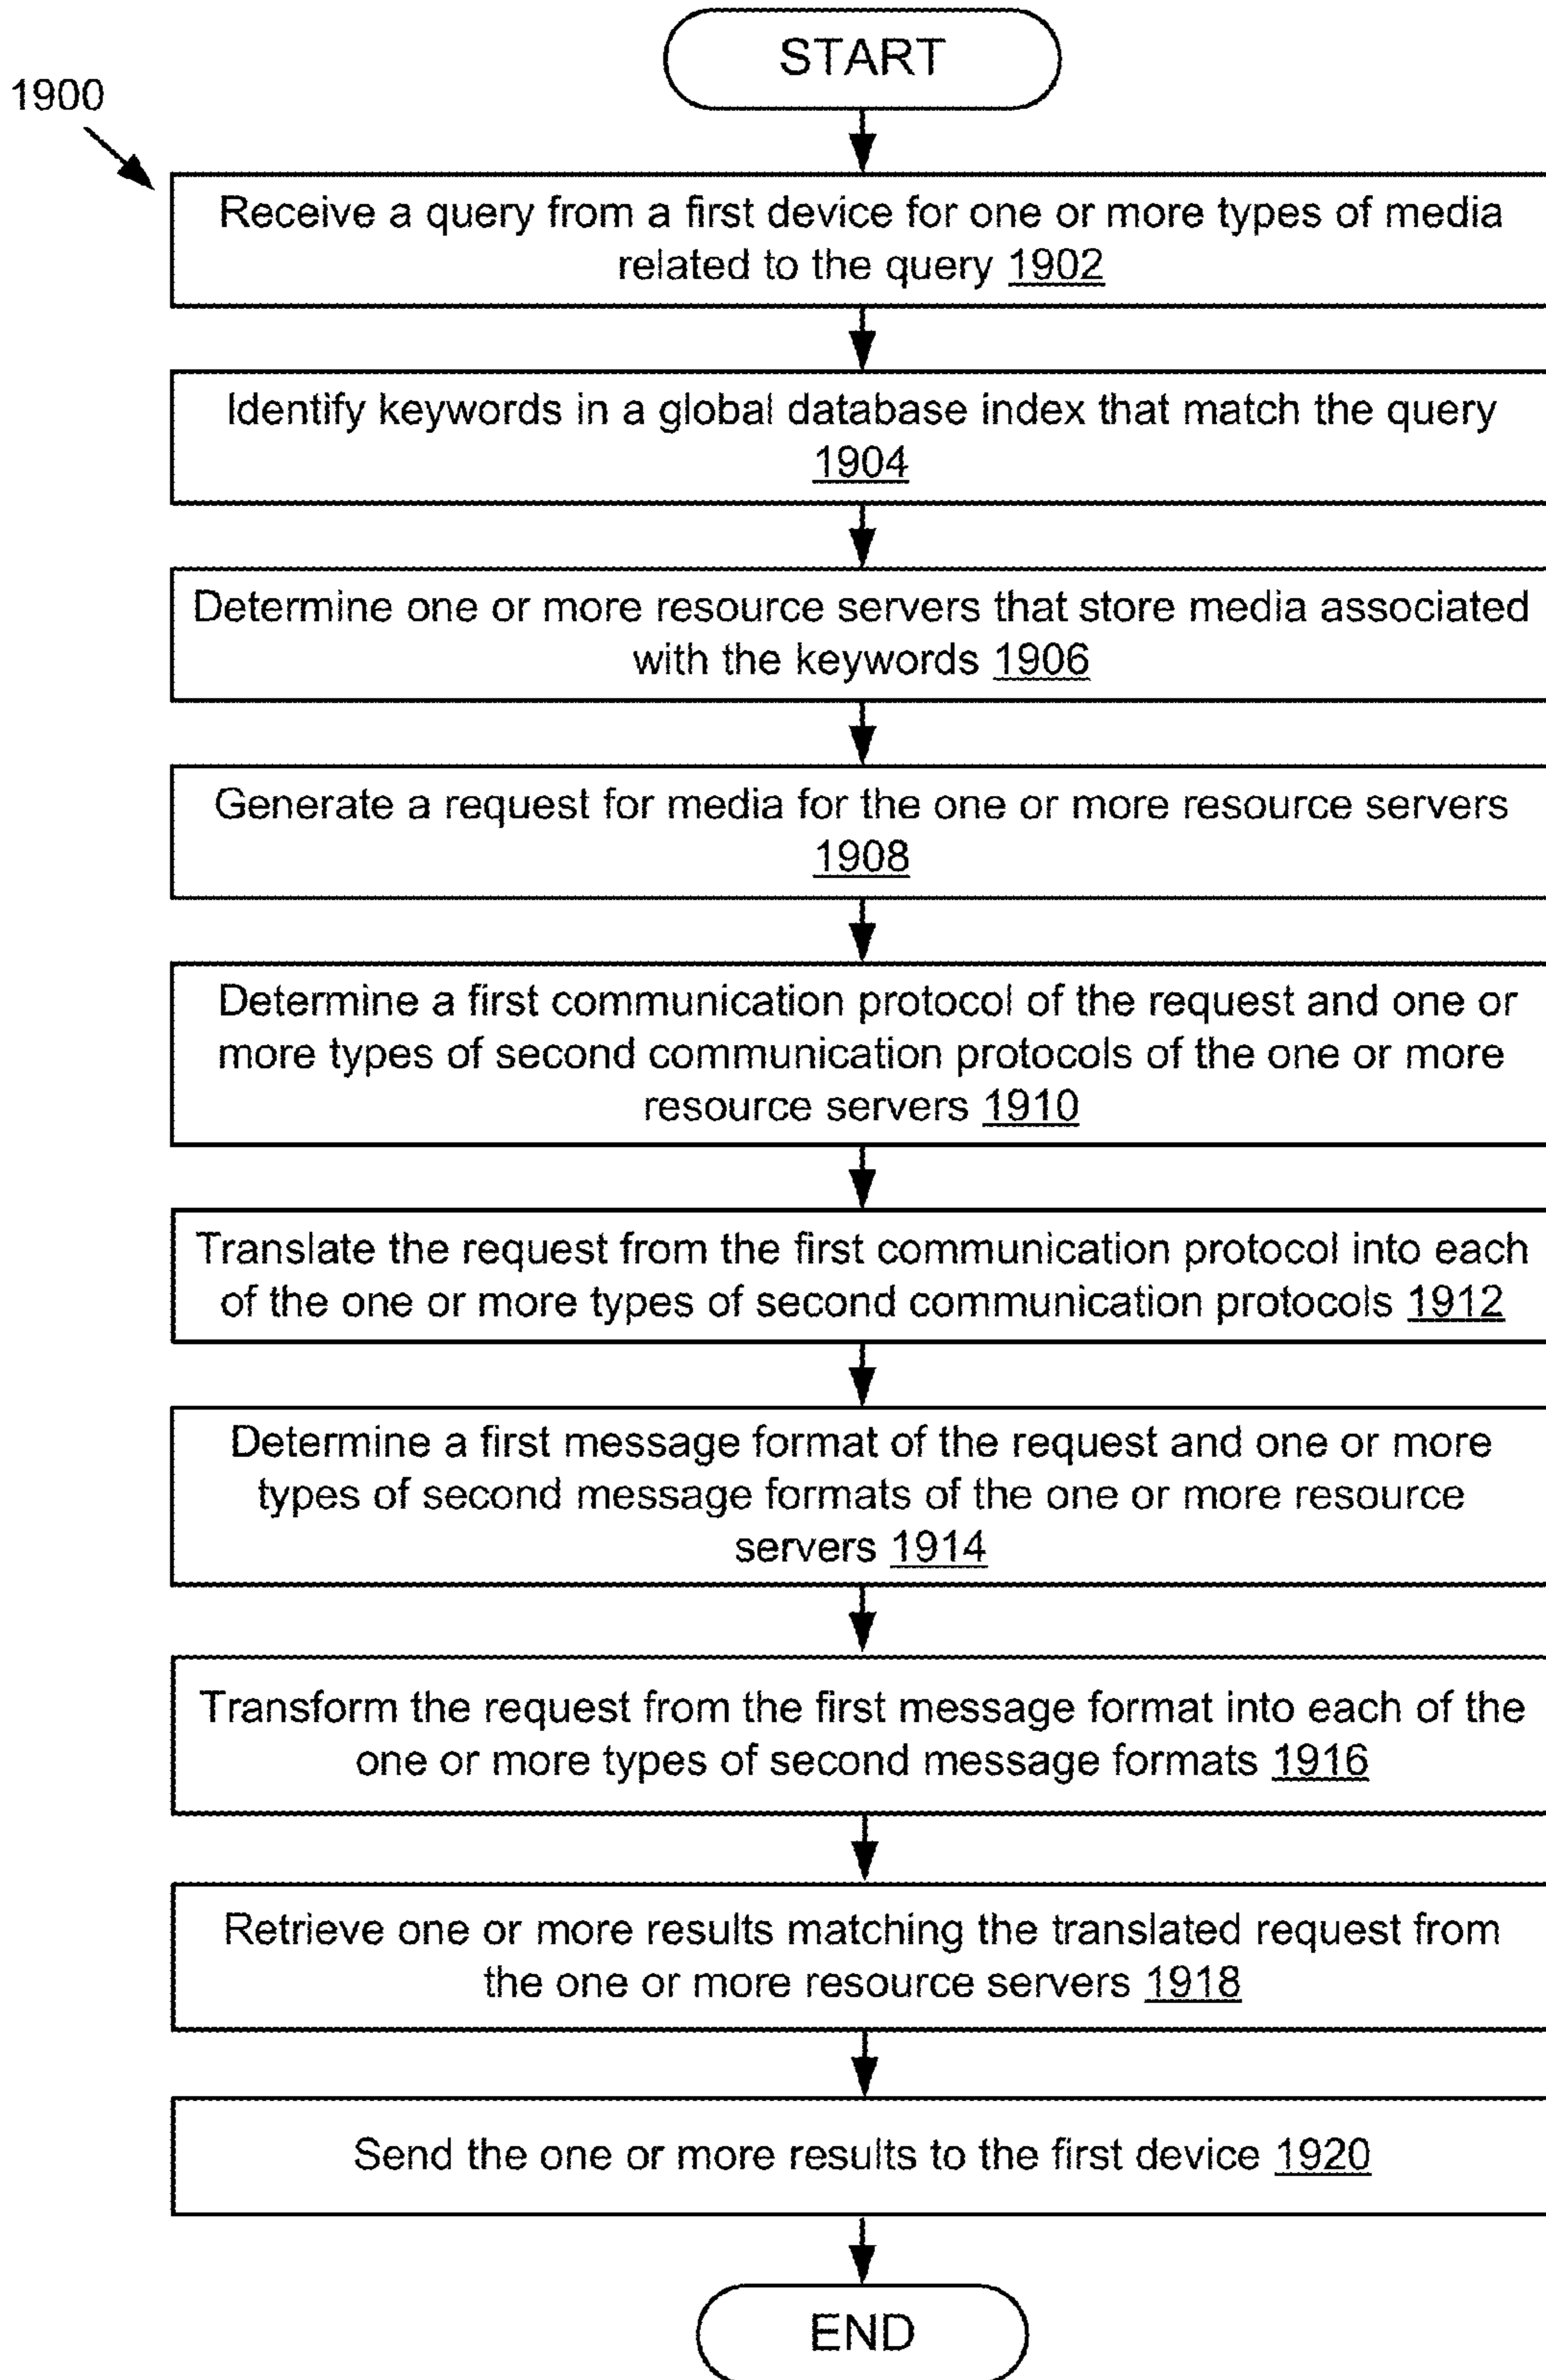 START
1900
Receive a query from a first device for one or more types of media
related to the query 1902
Identify keywords in a global database index that match the query
1904
Determine one or more resource servers that store media associated
with the keywords 1906
Generate a request for media for the one or more resource servers
1908
Determine a first communication protocol of the request and one or
more types of second communication protocols of the one or more
resource servers 1910
Translate the request from the first communication protocol into each
of the one or more types of second communication protocols 1912
Determine a first message format of the request and one or more
types of second message formats of the one or more resource
servers 1914
Transform the request from the first message format into each of the
one or more types of second message formats 1916
Retrieve one or more results matching the translated request from
the one or more resource servers 1918
Send the one or more results to the first device 1920
END